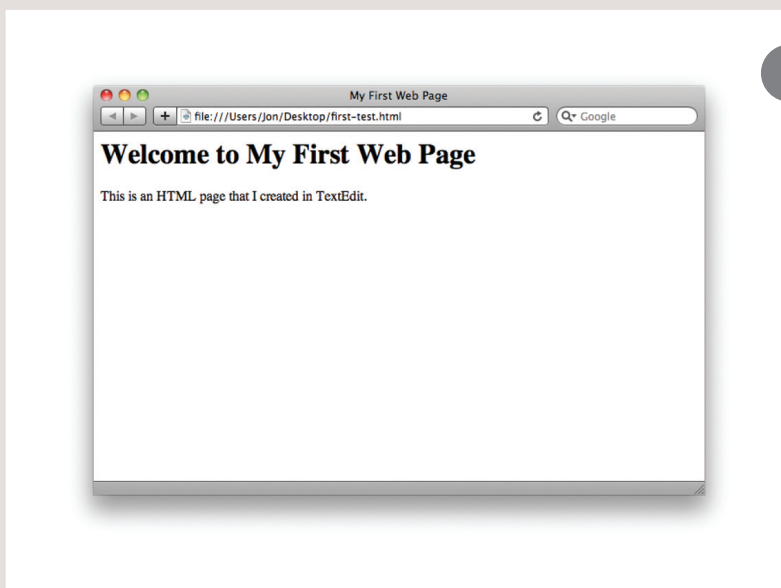 My First Web Page
file:///Users/Jon/Desktop/first-test.html
Google
Welcome to My First Web Page
This is an HTML page that I created in TextEdit.